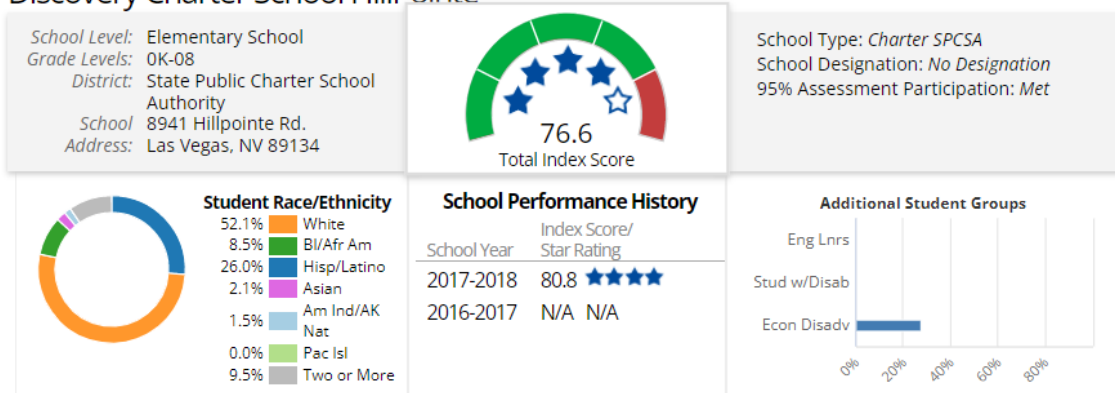 Discovery Charter School Hill
School Level: Elementary School
Grade Levels: 0K-08
District: State Public Charter School
Authority
School 8941 Hillpointe Rd.
Address: Las Vegas, NV 89134
76.6
Total Index Score
School Type: Charter SPCSA
School Designation: No Designation
95% Assessment Participation: Met
Student Race/Ethnicity
52.1% White
8.5% Bl/Afr Am
26.0% Hisp/Latino
2.1% Asian
1.5% Am Ind/AK
Nat
0.0% Pac Isl
9.5% Two or More
School Performance History
Index Score/
School Year Star Rating
2017-2018 80.8
2016-2017 N/A N/A
Additional Student Groups
Eng Lnrs
Stud w/Disab
Econ Disadv
0% 20% 40% 60% 80%